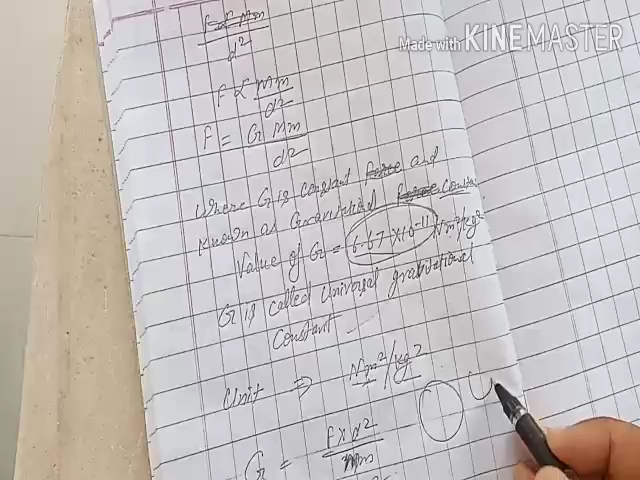 Made with KINEMASTER
Mm
d²
F ∝ Mm
d²
F = G Mm
d²
Where G is constant and
known as Gravitational Constan
Value of G = 6.67 × 10⁻¹¹ Nm²/kg²
G is called Universal gravitational
Constant
Unit ⇒ Nm²/kg²
G = F × d²
Mm